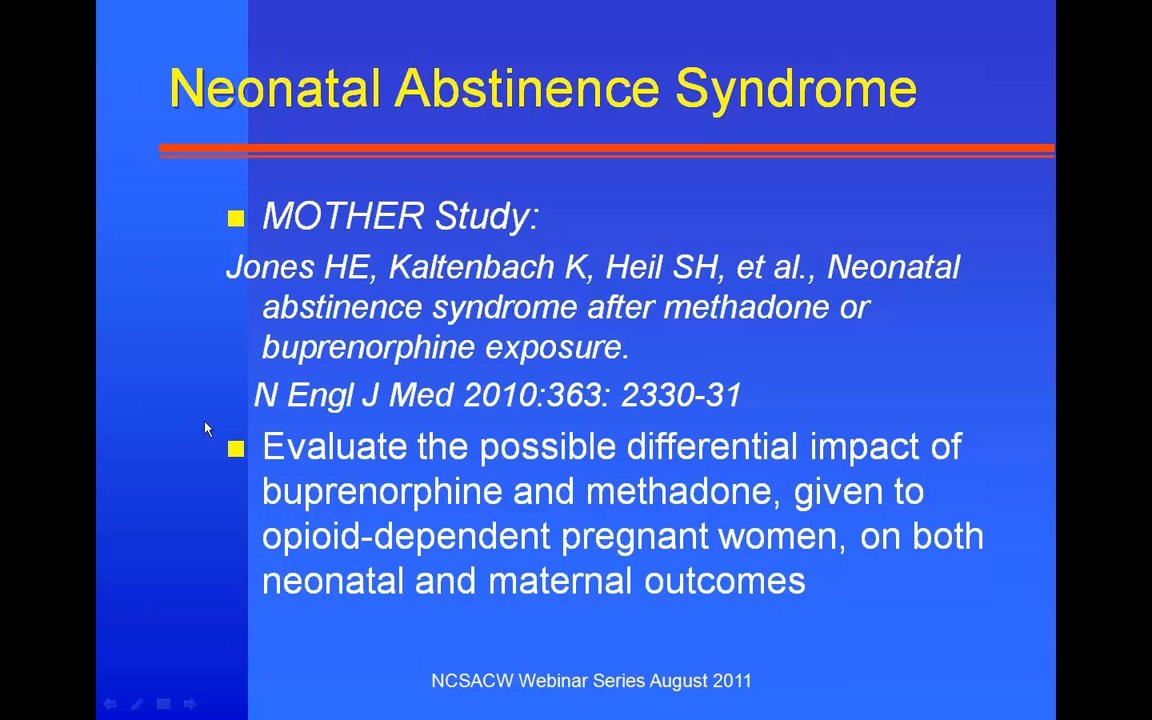 Neonatal Abstinence Syndrome
MOTHER Study:
Jones HE, Kaltenbach K, Heil SH, et al., Neonatal
abstinence syndrome after methadone or
buprenorphine exposure.
N Engl J Med 2010:363: 2330-31
Evaluate the possible differential impact of
buprenorphine and methadone, given to
opioid-dependent pregnant women, on both
neonatal and maternal outcomes
NCSACW Webinar Series August 2011